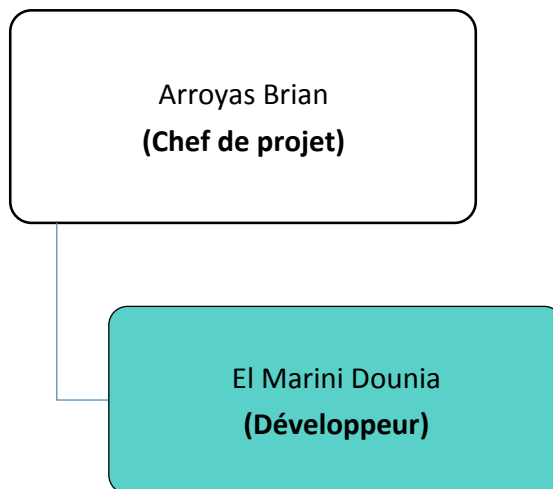 Arroyas Brian
(Chef de projet)
El Marini Dounia
(Développeur)